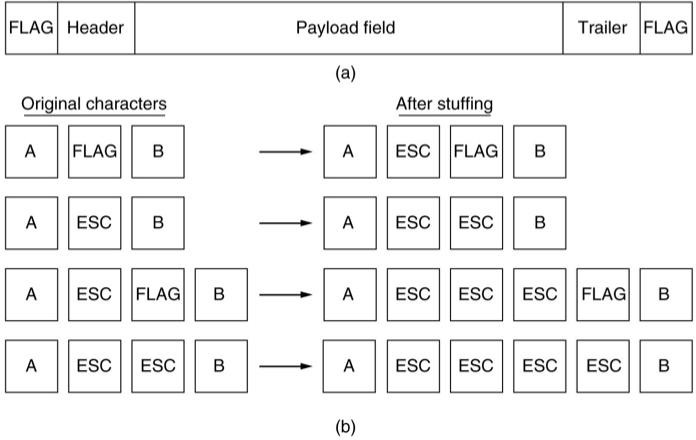 FLAG Header Payload field Trailer FLAG
(a)
Original characters After stuffing
A FLAG B A ESC FLAG B
A ESC B A ESC ESC B
A ESC FLAG B A ESC ESC ESC FLAG B
A ESC ESC B A ESC ESC ESC ESC B
(b)